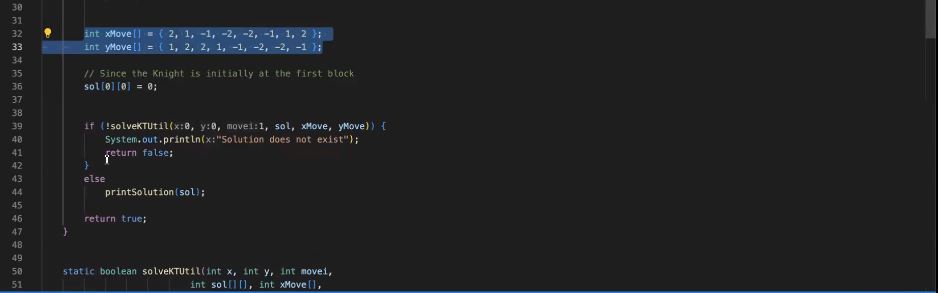 30
31
32 int xMove[] = { 2, 1, -1, -2, -2, -1, 1, 2 };
33 int yMove[] = { 1, 2, 2, 1, -1, -2, -2, -1 };
34
35 // Since the Knight is initially at the first block
36 sol[0][0] = 0;
37
38
39 if (!solveKTUtil(x:0, y:0, movei:1, sol, xMove, yMove)) {
40 System.out.println(x:"Solution does not exist");
41 return false;
42 }
43 else
44 printSolution(sol);
45
46 return true;
47 }
48
49
50 static boolean solveKTUtil(int x, int y, int movei,
51 int sol[][], int xMove[],